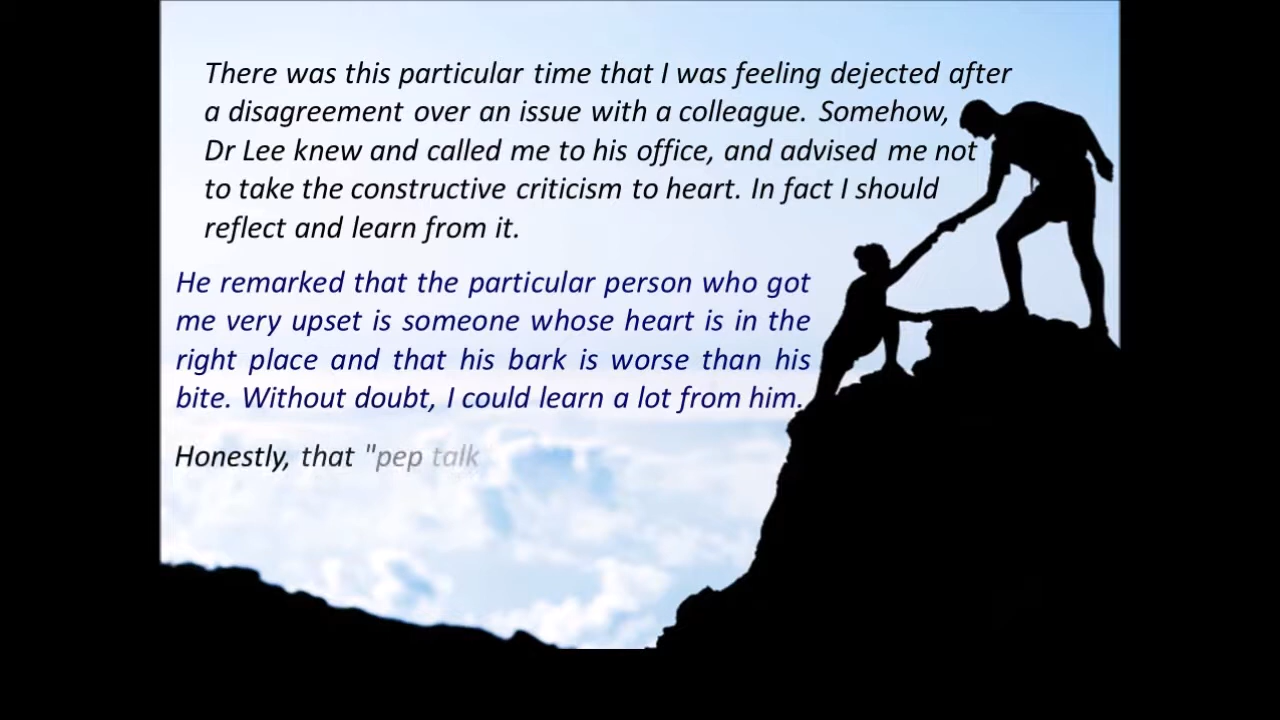 There was this particular time that I was feeling dejected after
a disagreement over an issue with a colleague. Somehow,
Dr Lee knew and called me to his office, and advised me not
to take the constructive criticism to heart. In fact I should
reflect and learn from it.
He remarked that the particular person who got
me very upset is someone whose heart is in the
right place and that his bark is worse than his
bite. Without doubt, I could learn a lot from him.
Honestly, that "pep talk